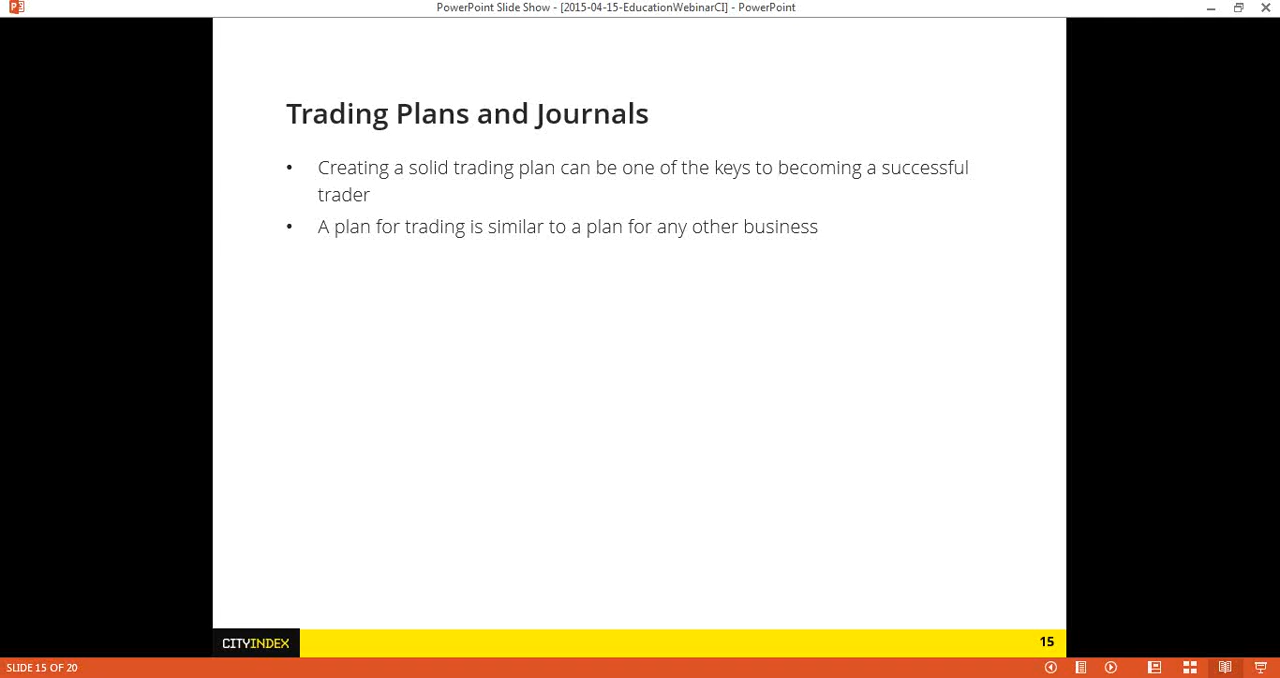 PowerPoint Slide Show - [2015-04-15-EducationWebinarCI] - PowerPoint
Trading Plans and Journals
• Creating a solid trading plan can be one of the keys to becoming a successful
trader
• A plan for trading is similar to a plan for any other business
CITYINDEX
15
SLIDE 15 OF 20